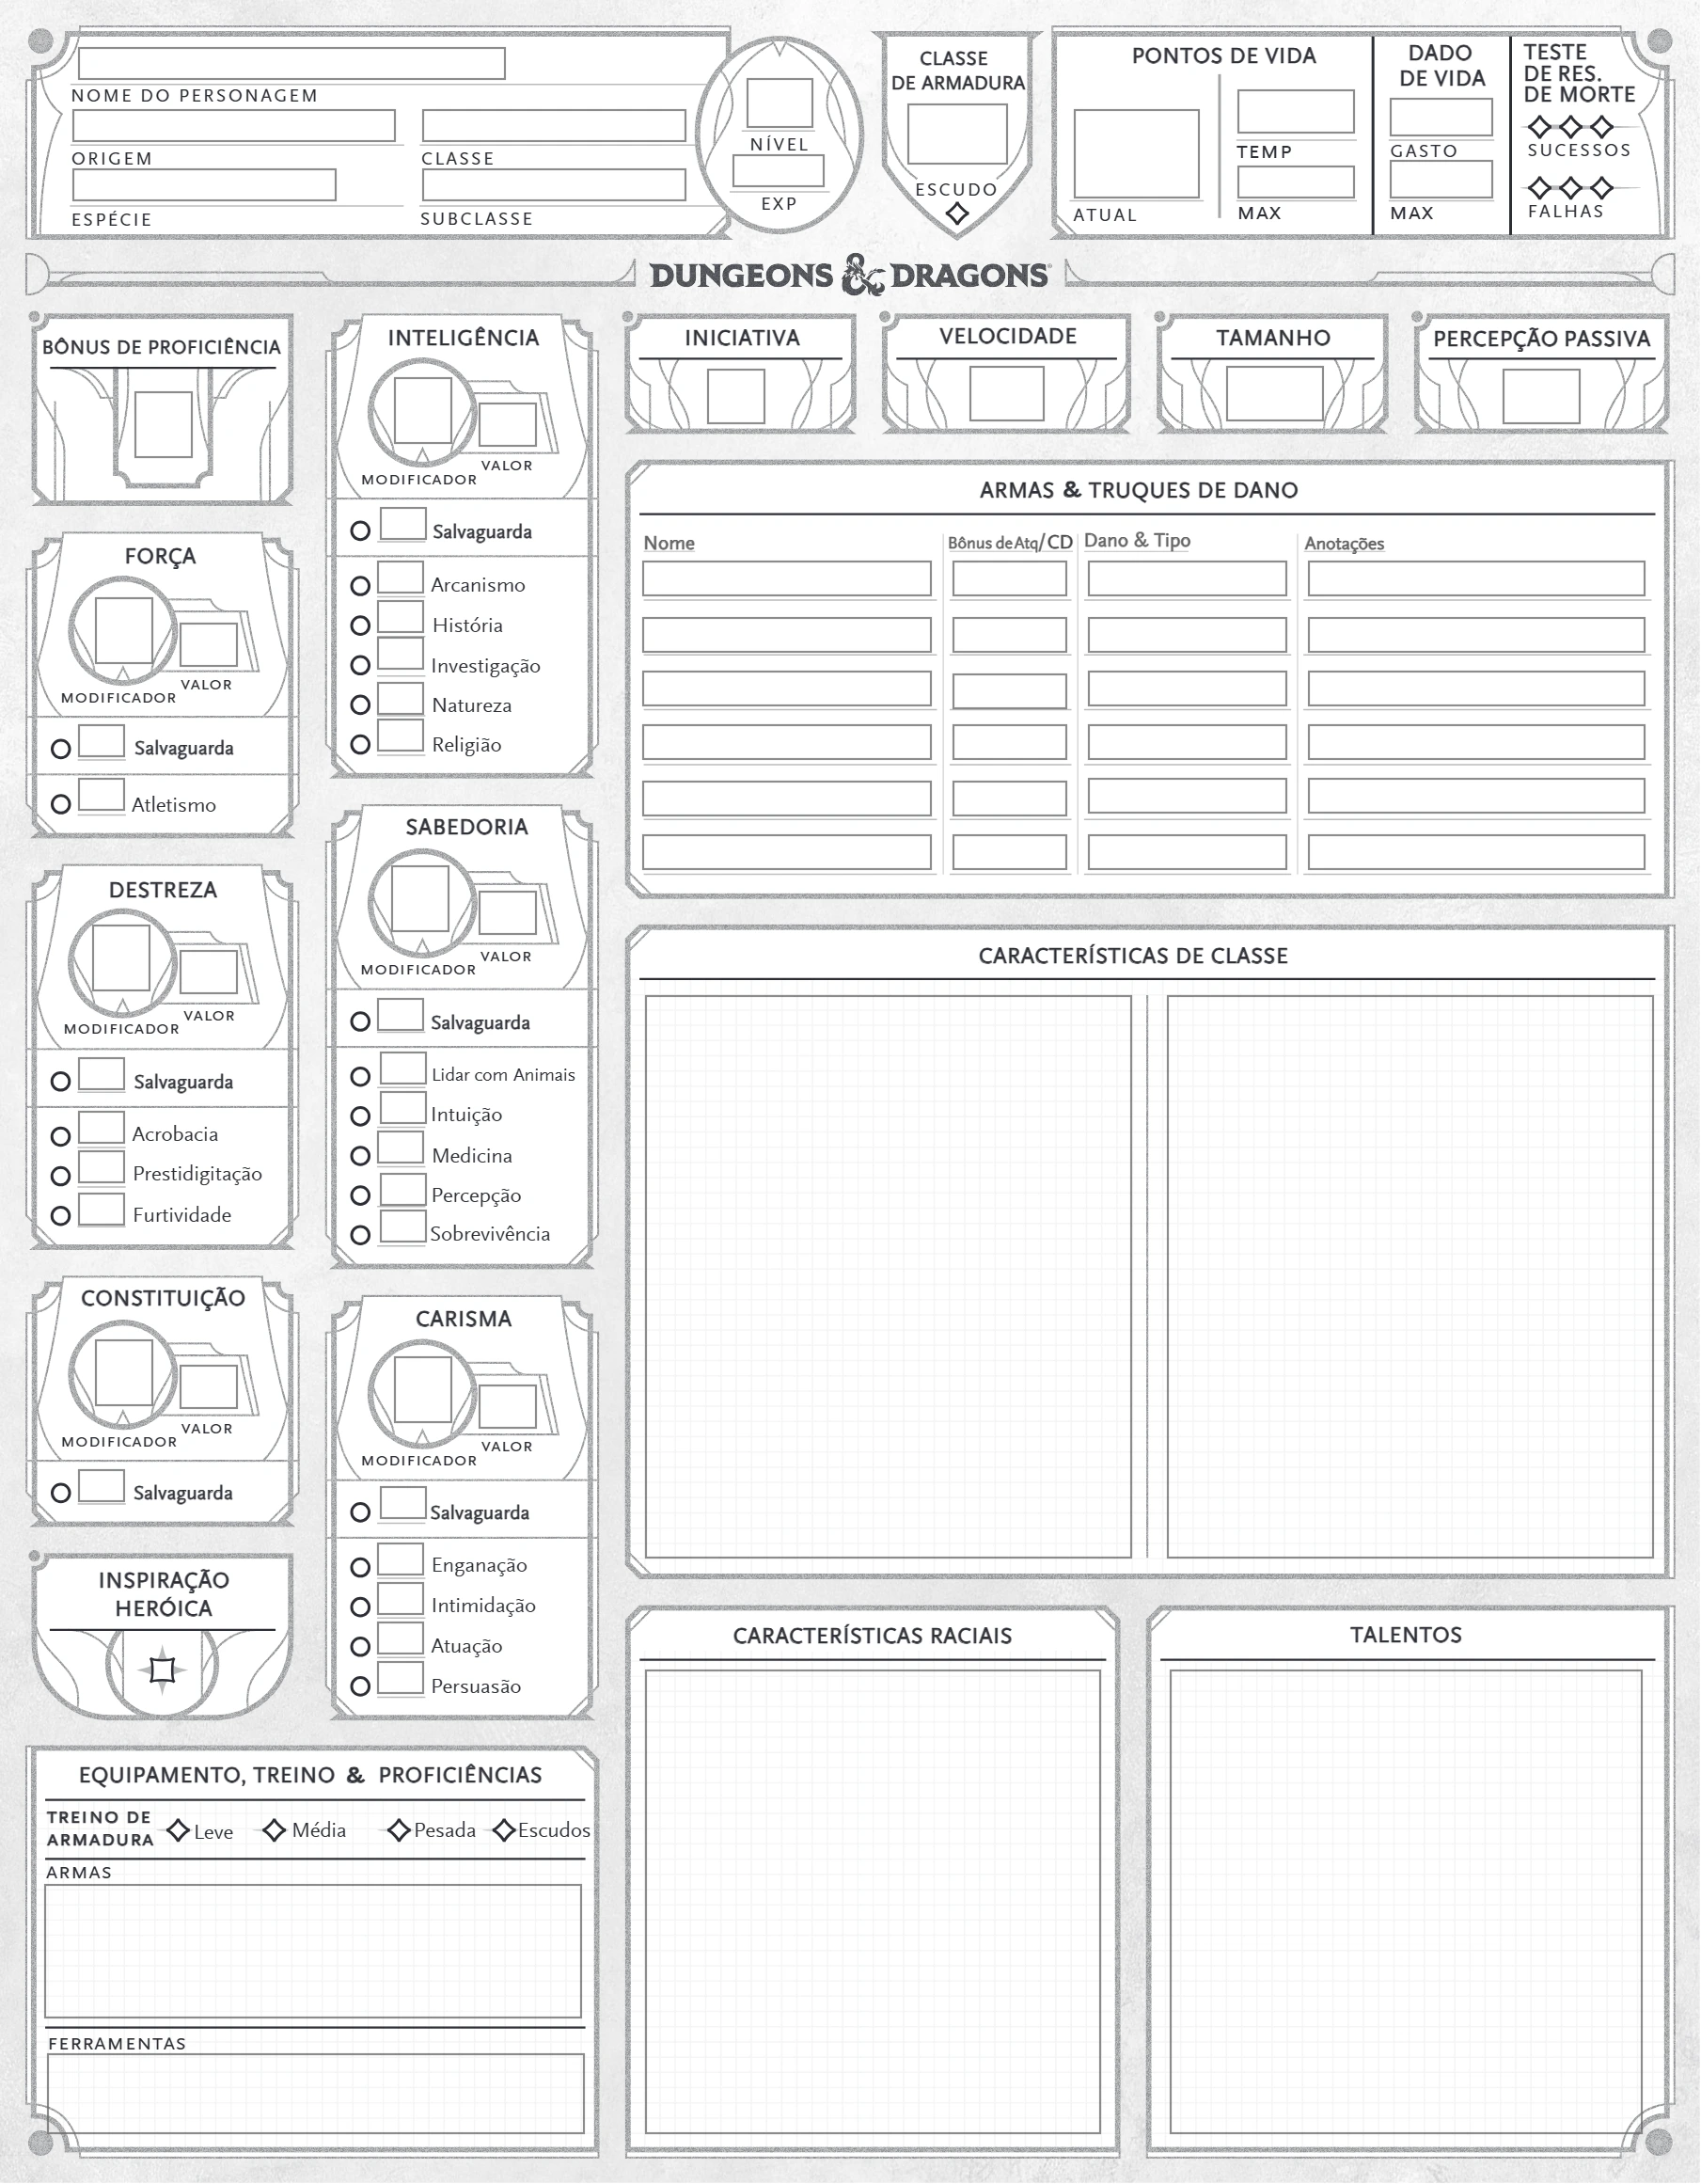 NOME DO PERSONAGEM
ORIGEM
CLASSE
ESPÉCIE
SUBCLASSE
NÍVEL
EXP
CLASSE
DE ARMADURA
ESCUDO
PONTOS DE VIDA
ATUAL
TEMP
MAX
DADO
DE VIDA
GASTO
MAX
TESTE
DE RES.
DE MORTE
SUCESSOS
FALHAS
DUNGEONS & DRAGONS
BÔNUS DE PROFICIÊNCIA
FORÇA
MODIFICADOR
VALOR
Salvaguarda
Atletismo
DESTREZA
MODIFICADOR
VALOR
Salvaguarda
Acrobacia
Prestidigitação
Furtividade
CONSTITUIÇÃO
MODIFICADOR
VALOR
Salvaguarda
INSPIRAÇÃO
HERÓICA
INTELIGÊNCIA
MODIFICADOR
VALOR
Salvaguarda
Arcanismo
História
Investigação
Natureza
Religião
SABEDORIA
MODIFICADOR
VALOR
Salvaguarda
Lidar com Animais
Intuição
Medicina
Percepção
Sobrevivência
CARISMA
MODIFICADOR
VALOR
Salvaguarda
Enganação
Intimidação
Atuação
Persuasão
EQUIPAMENTO, TREINO & PROFICIÊNCIAS
TREINO DE
ARMADURA
Leve
Média
Pesada
Escudos
ARMAS
FERRAMENTAS
INICIATIVA
VELOCIDADE
TAMANHO
PERCEPÇÃO PASSIVA
ARMAS & TRUQUES DE DANO
Nome
Bônus de Atq/CD
Dano & Tipo
Anotações
CARACTERÍSTICAS DE CLASSE
CARACTERÍSTICAS RACIAIS
TALENTOS